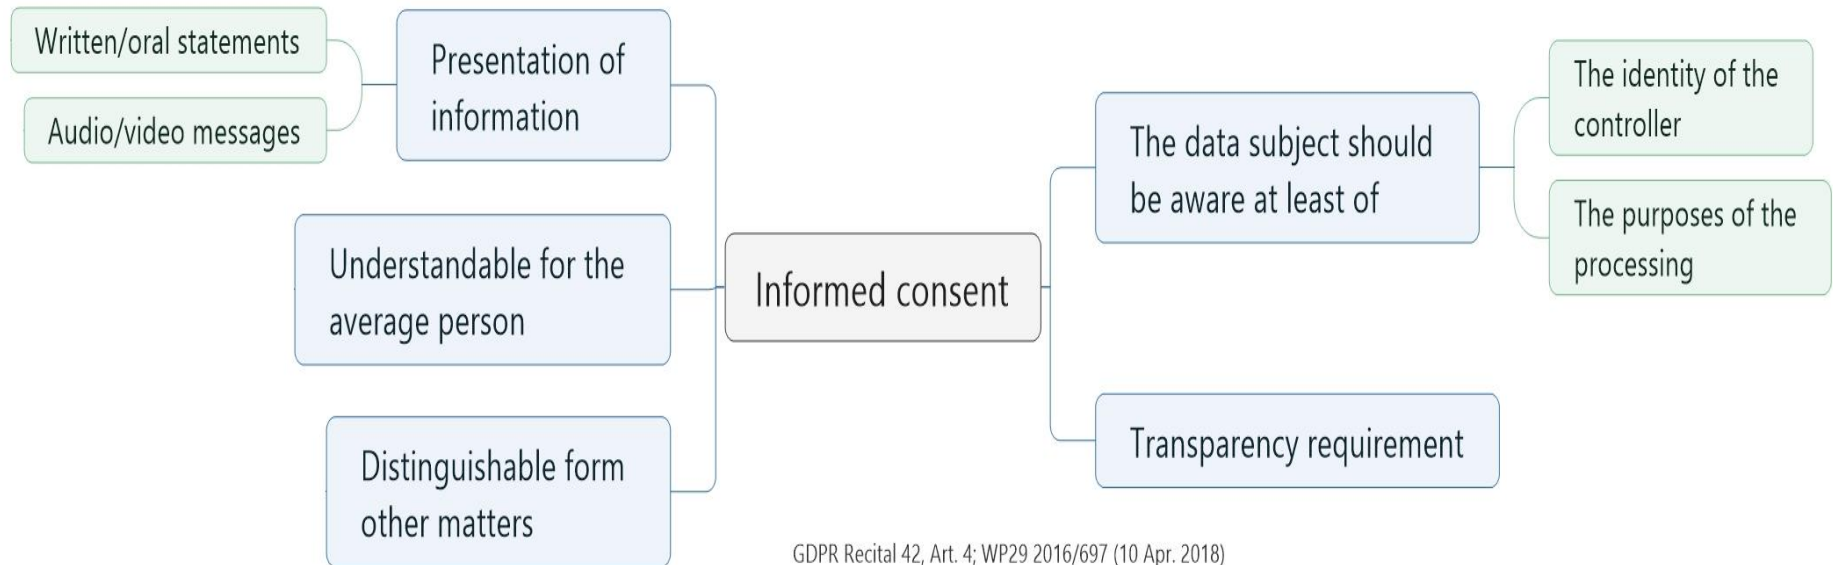 Written/oral statements
Audio/video messages
Presentation of
information
Understandable for the
average person
Distinguishable form
other matters
Informed consent
The data subject should
be aware at least of
The identity of the
controller
The purposes of the
processing
Transparency requirement
GDPR Recital 42, Art. 4; WP29 2016/697 (10 Apr. 2018)